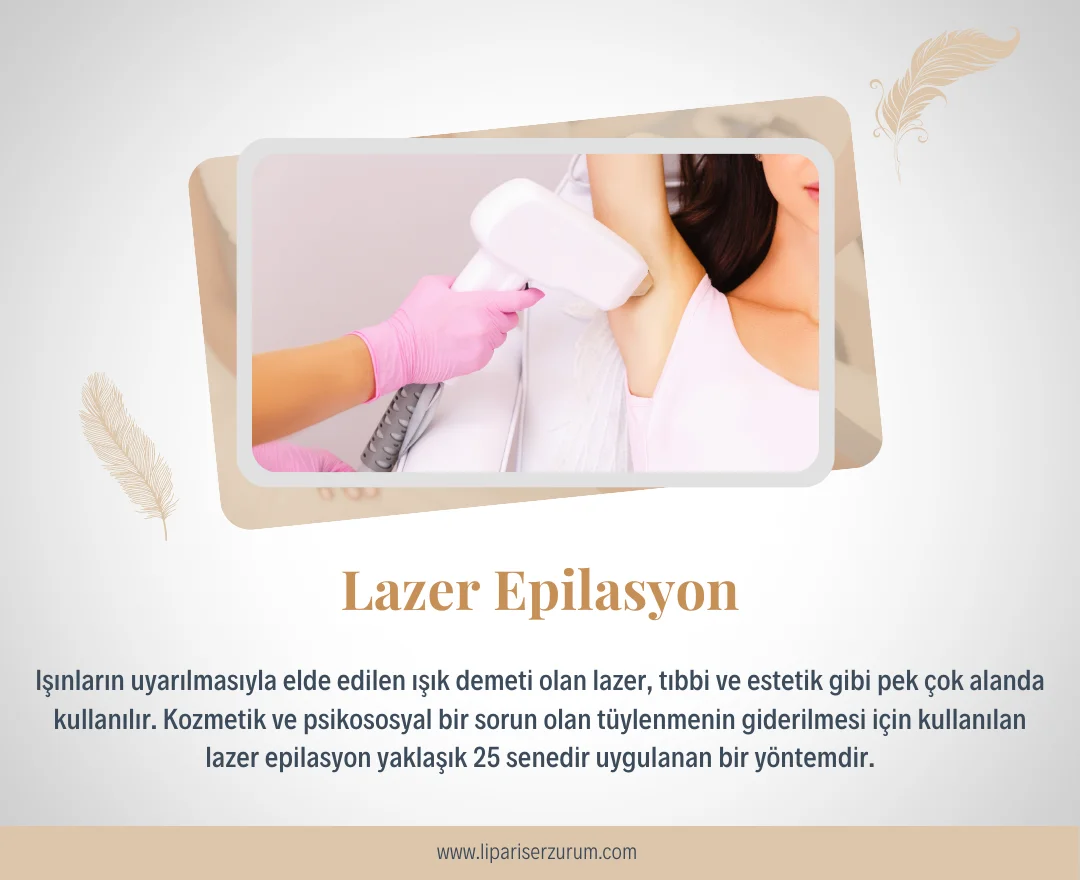 Lazer Epilasyon
Işınların uyarılmasıyla elde edilen ışık demeti olan lazer, tıbbi ve estetik gibi pek çok alanda
kullanılır. Kozmetik ve psikososyal bir sorun olan tüylenmenin giderilmesi için kullanılan
lazer epilasyon yaklaşık 25 senedir uygulanan bir yöntemdir.
www.lipariserzurum.com